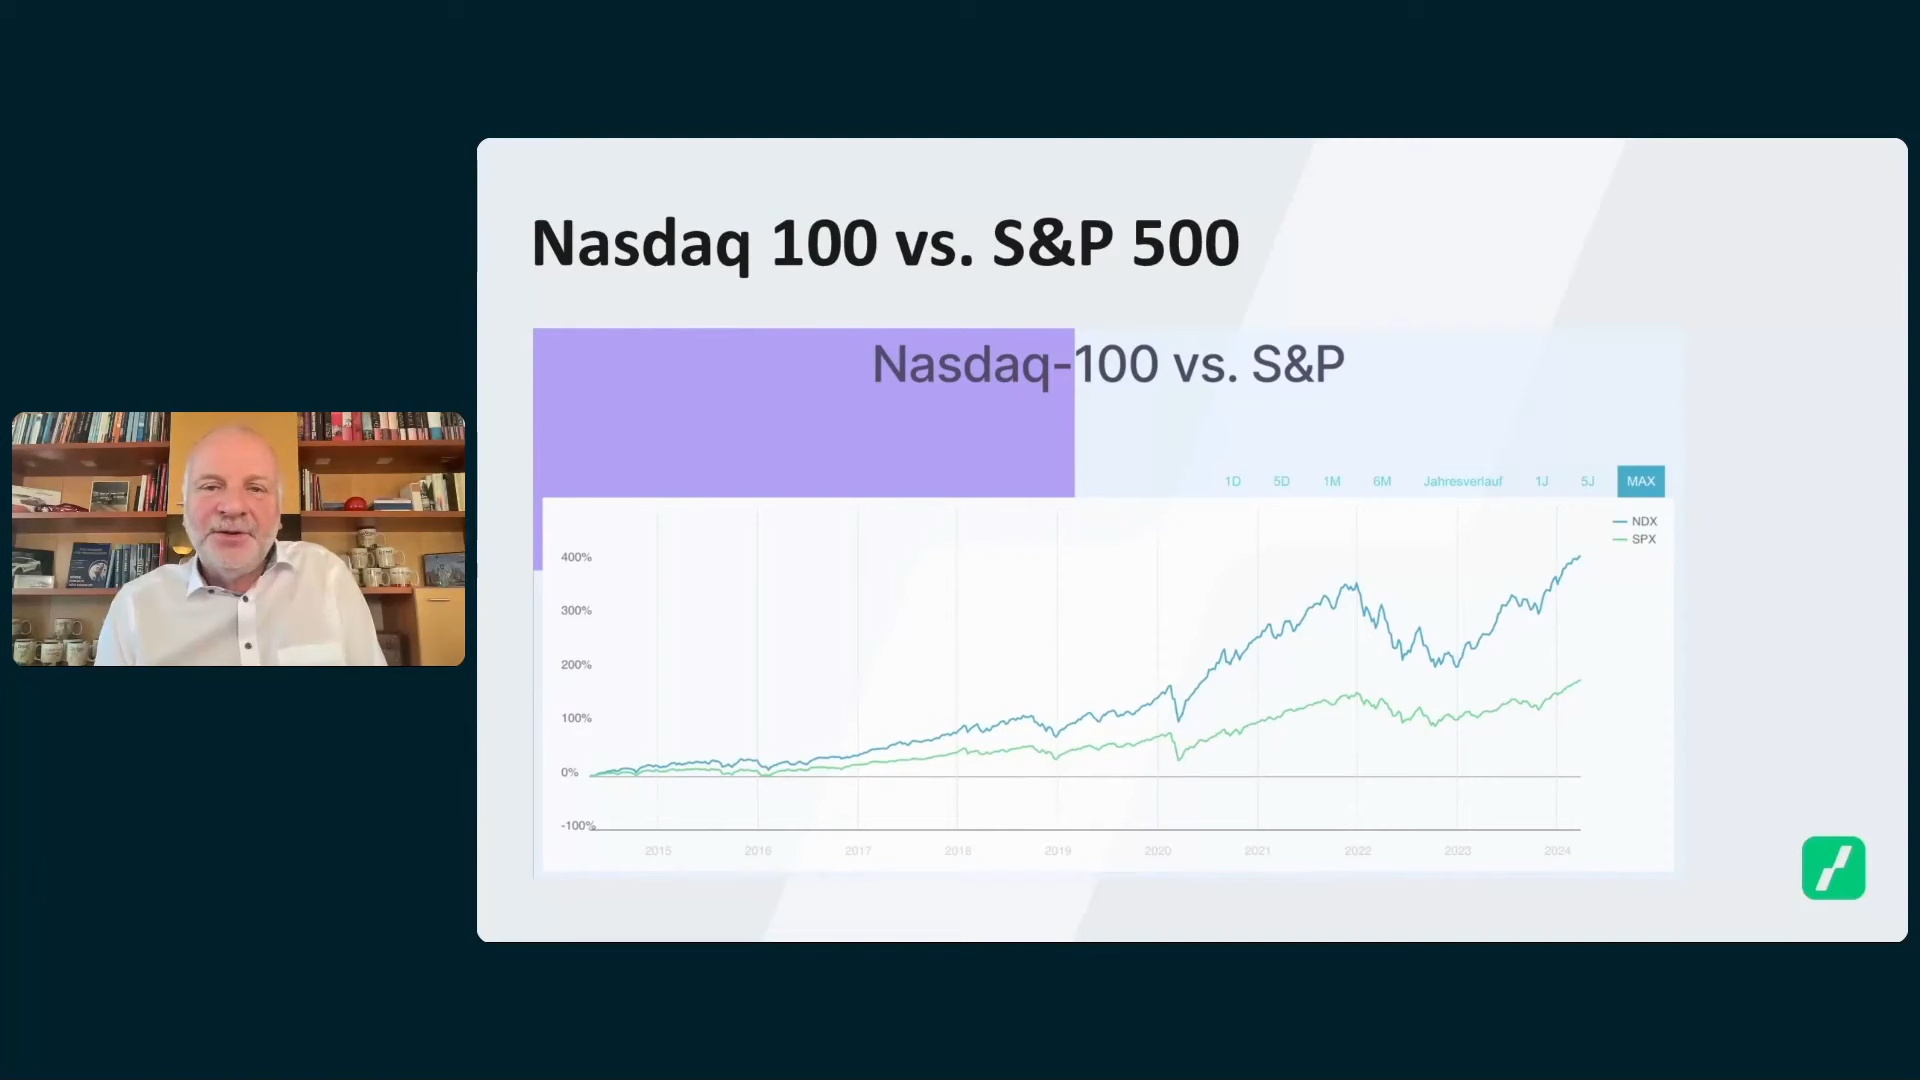 Nasdaq 100 vs. S&P 500
Nasdaq-100 vs. S&P
1D 5D 1M 6M Jahresverlauf 1J 5J MAX
NDX
SPX
400%
300%
200%
100%
0%
-100%
2015 2016 2017 2018 2019 2020 2021 2022 2023 2024